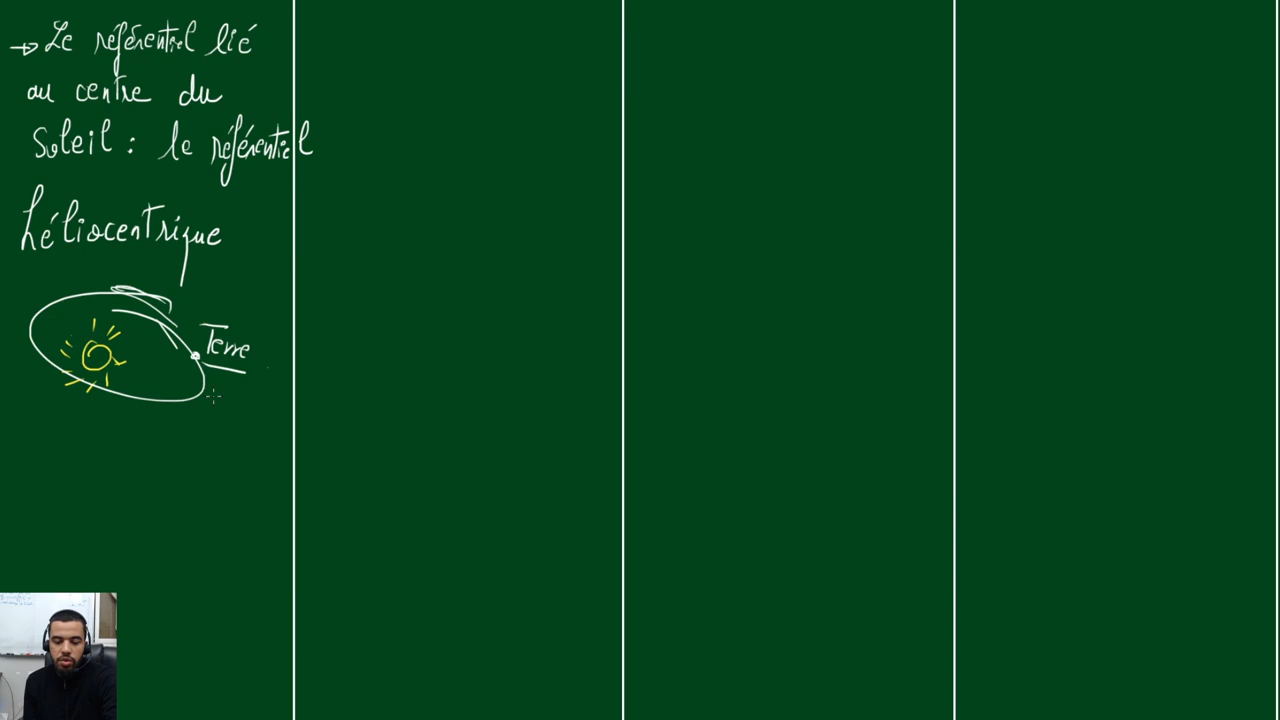 → Le référentiel lié
au centre du
Soleil : le référentiel
héliocentrique
Terre